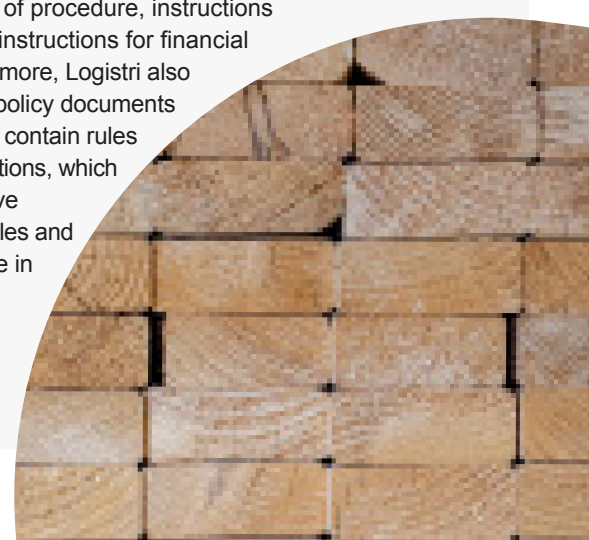 of procedure, instructions
instructions for financial
more, Logistri also
policy documents
contain rules
tions, which
ve
les and
e in